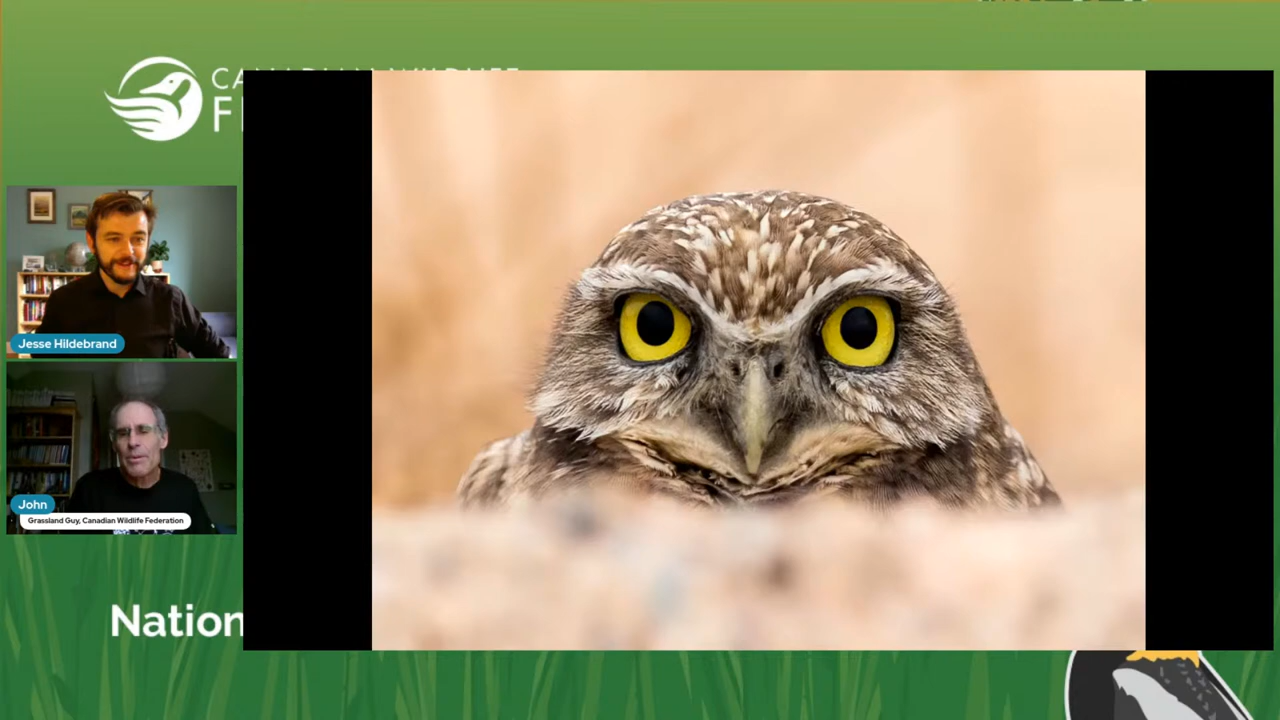 Jesse Hildebrand
John
Grassland Guy, Canadian Wildlife Federation
Nation